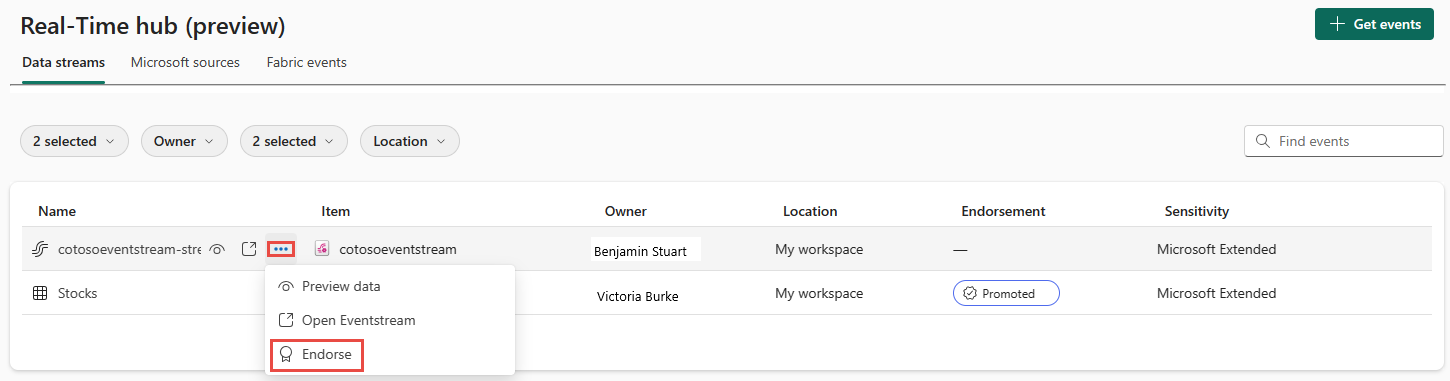 Real-Time hub (preview)
Get events
Data streams Microsoft sources Fabric events
2 selected Owner 2 selected Location Find events
Name Item Owner Location Endorsement Sensitivity
cotosoeventstream-stre cotosoeventstream Benjamin Stuart My workspace — Microsoft Extended
Stocks Victoria Burke My workspace Promoted Microsoft Extended
Preview data
Open Eventstream
Endorse